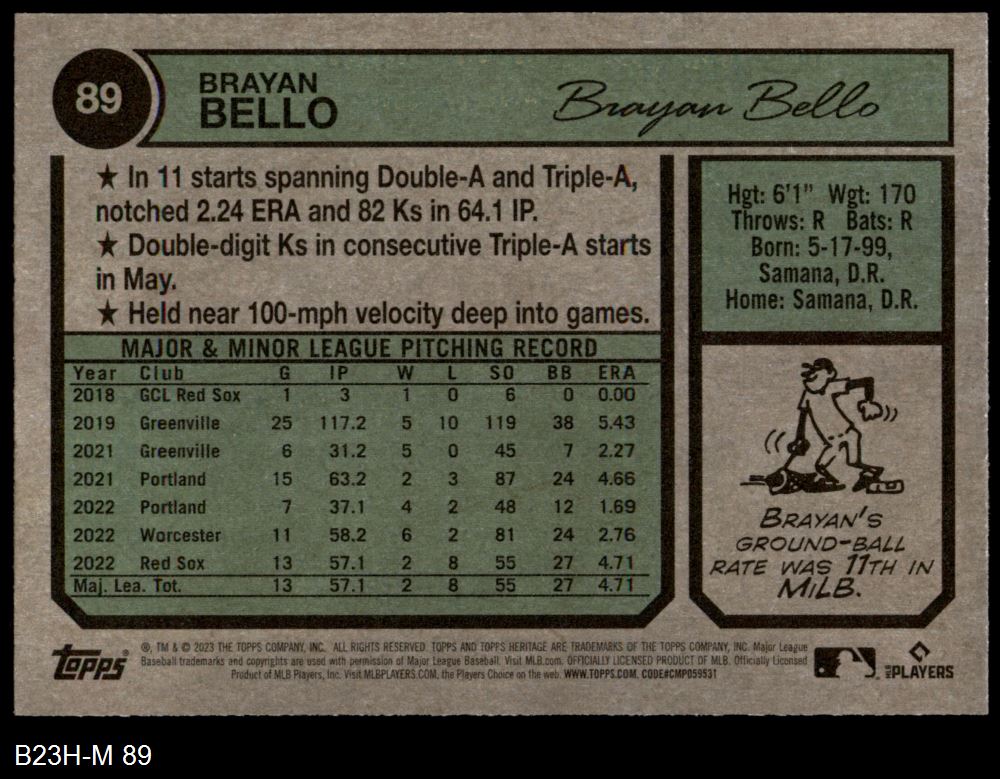 89
BRAYAN
BELLO
Brayan Bello
★ In 11 starts spanning Double-A and Triple-A,
notched 2.24 ERA and 82 Ks in 64.1 IP.
★ Double-digit Ks in consecutive Triple-A starts
in May.
★ Held near 100-mph velocity deep into games.
MAJOR & MINOR LEAGUE PITCHING RECORD
Year Club G IP W L SO BB ERA
2018 GCL Red Sox 1 3 1 0 6 0 0.00
2019 Greenville 25 117.2 5 10 119 38 5.43
2021 Greenville 6 31.2 5 0 45 7 2.27
2021 Portland 15 63.2 2 3 87 24 4.66
2022 Portland 7 37.1 4 2 48 12 1.69
2022 Worcester 11 58.2 6 2 81 24 2.76
2022 Red Sox 13 57.1 2 8 55 27 4.71
Maj. Lea. Tot. 13 57.1 2 8 55 27 4.71
Hgt: 6'1" Wgt: 170
Throws: R Bats: R
Born: 5-17-99,
Samana, D.R.
Home: Samana, D.R.
BRAYAN'S
GROUND-BALL
RATE WAS 11TH IN
MiLB.
Topps
®, TM & © 2023 THE TOPPS COMPANY, INC. ALL RIGHTS RESERVED. TOPPS AND TOPPS HERITAGE ARE TRADEMARKS OF THE TOPPS COMPANY, INC. Major League
Baseball trademarks and copyrights are used with permission of Major League Baseball. Visit MLB.com. OFFICIALLY LICENSED PRODUCT OF MLB. Officially Licensed
Product of MLB Players, Inc. Visit MLBPLAYERS.COM, the Players Choice on the web. WWW.TOPPS.COM. CODE#CMP059531
MLB PLAYERS
B23H-M 89